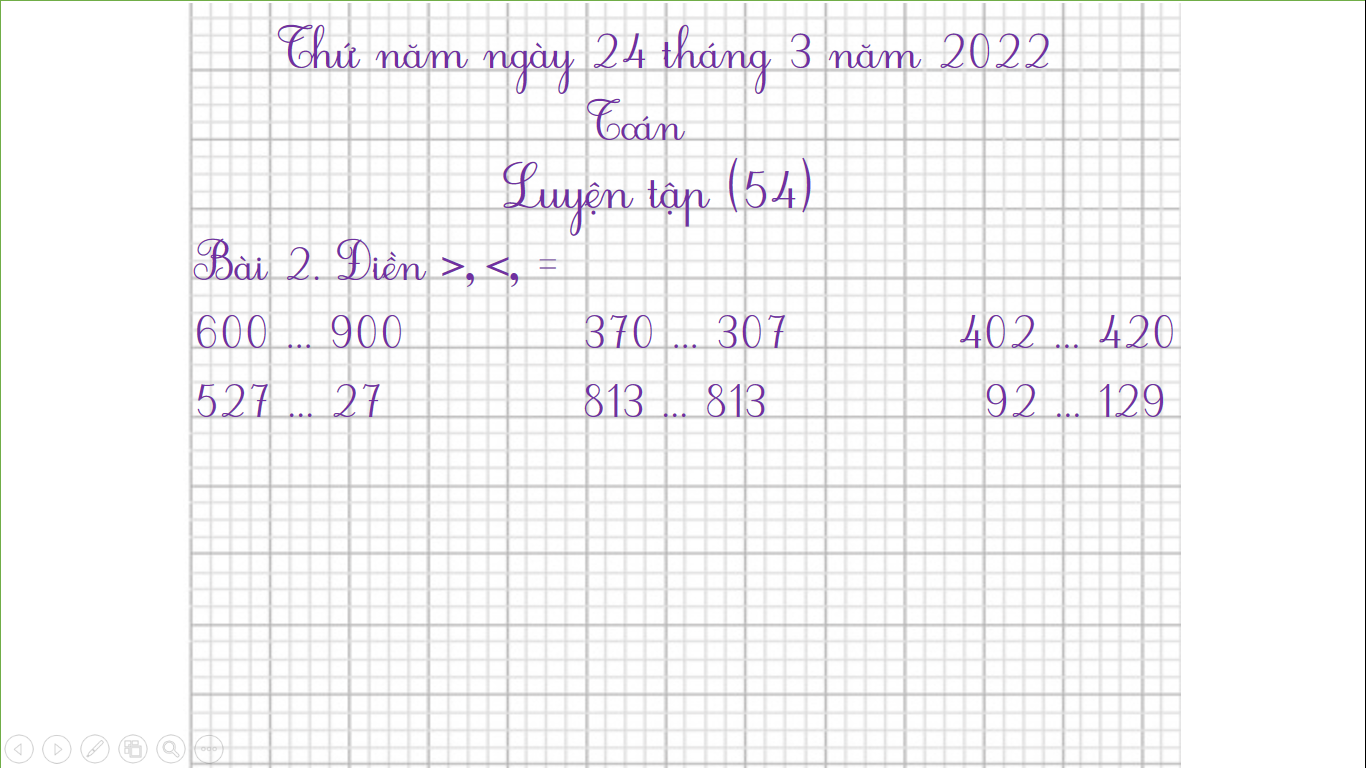 Thứ năm ngày 24 tháng 3 năm 2022
Toán
Luyện tập (54)
Bài 2. Điền >, <, =
600 ... 900 370 ... 307 402 ... 420
527 ... 27 813 ... 813 92 ... 129